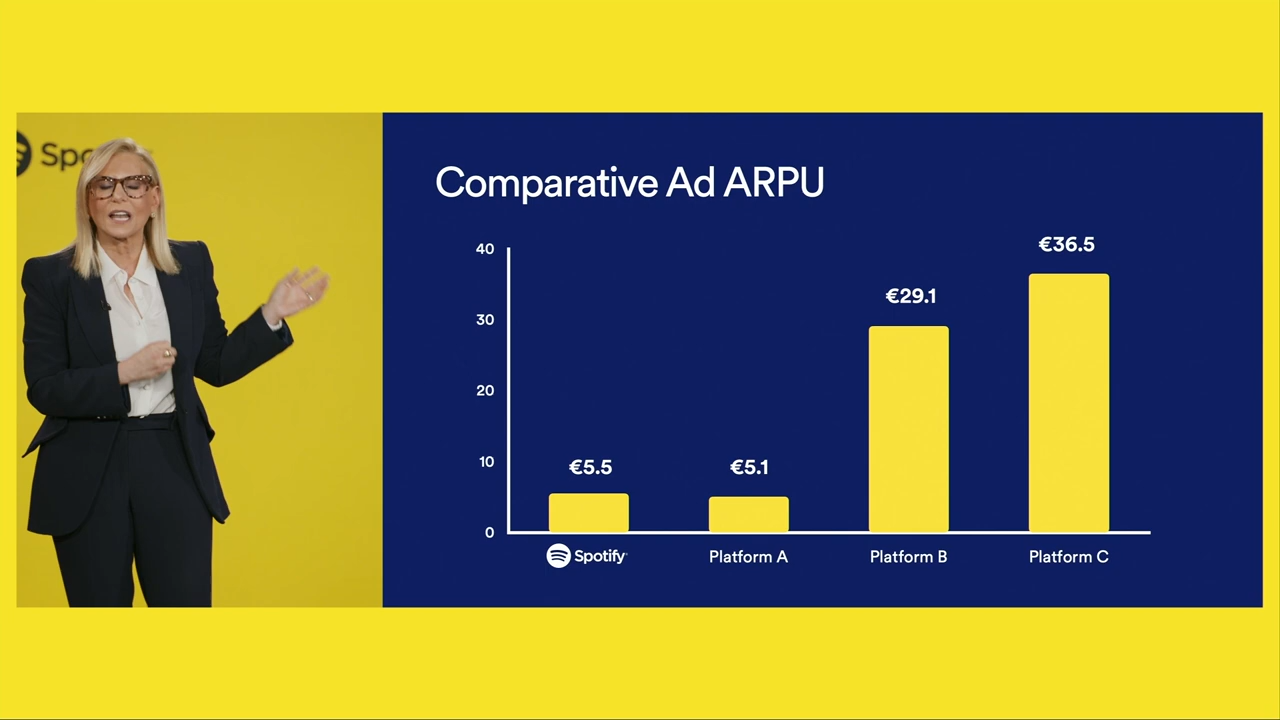 Spo
Comparative Ad ARPU
40
30
20
10
0
€5.5
€5.1
€29.1
€36.5
Spotify
Platform A
Platform B
Platform C